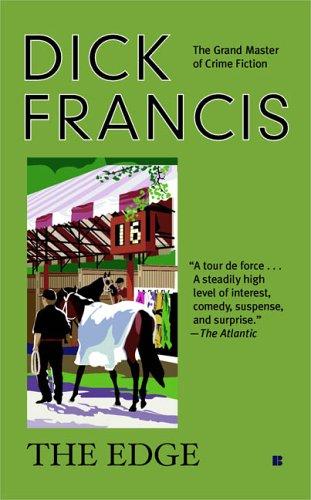 DICK
FRANCIS
The Grand Master
of Crime Fiction
16
“A tour de force . . .
A steadily high
level of interest,
comedy, suspense,
and surprise.”
—The Atlantic
THE EDGE
B